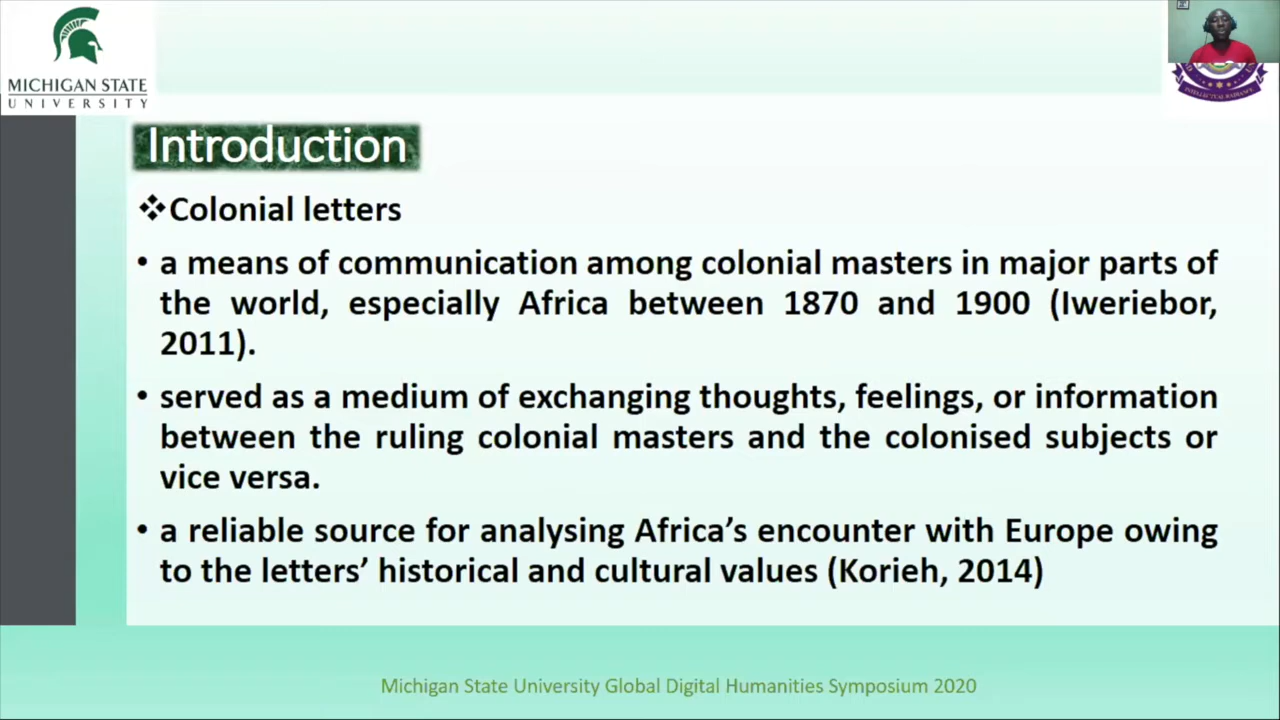 MICHIGAN STATE
UNIVERSITY
INTELLECTUAL RADIANCE
Introduction
❖Colonial letters
• a means of communication among colonial masters in major parts of
the world, especially Africa between 1870 and 1900 (Iweriebor,
2011).
• served as a medium of exchanging thoughts, feelings, or information
between the ruling colonial masters and the colonised subjects or
vice versa.
• a reliable source for analysing Africa’s encounter with Europe owing
to the letters’ historical and cultural values (Korieh, 2014)
Michigan State University Global Digital Humanities Symposium 2020